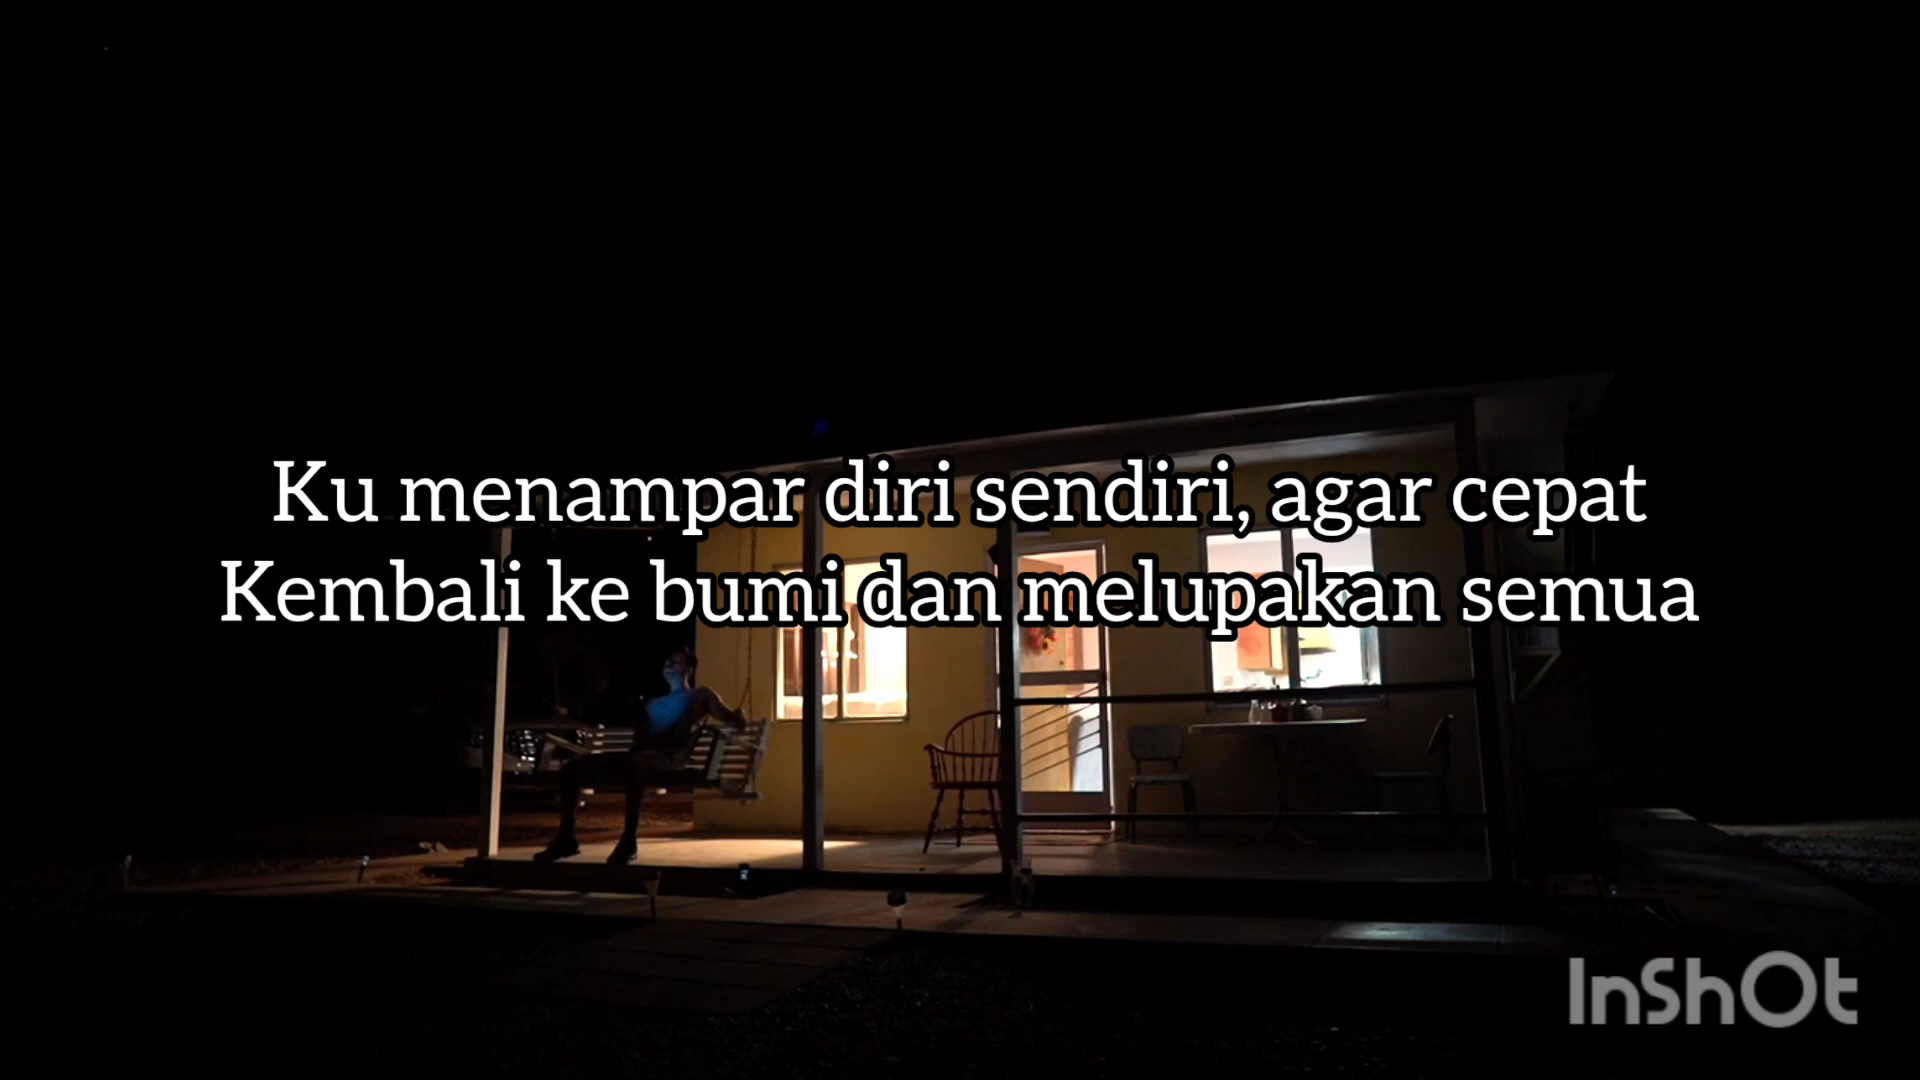 Ku menampar diri sendiri, agar cepat
Kembali ke bumi dan melupakan semua
InShOt